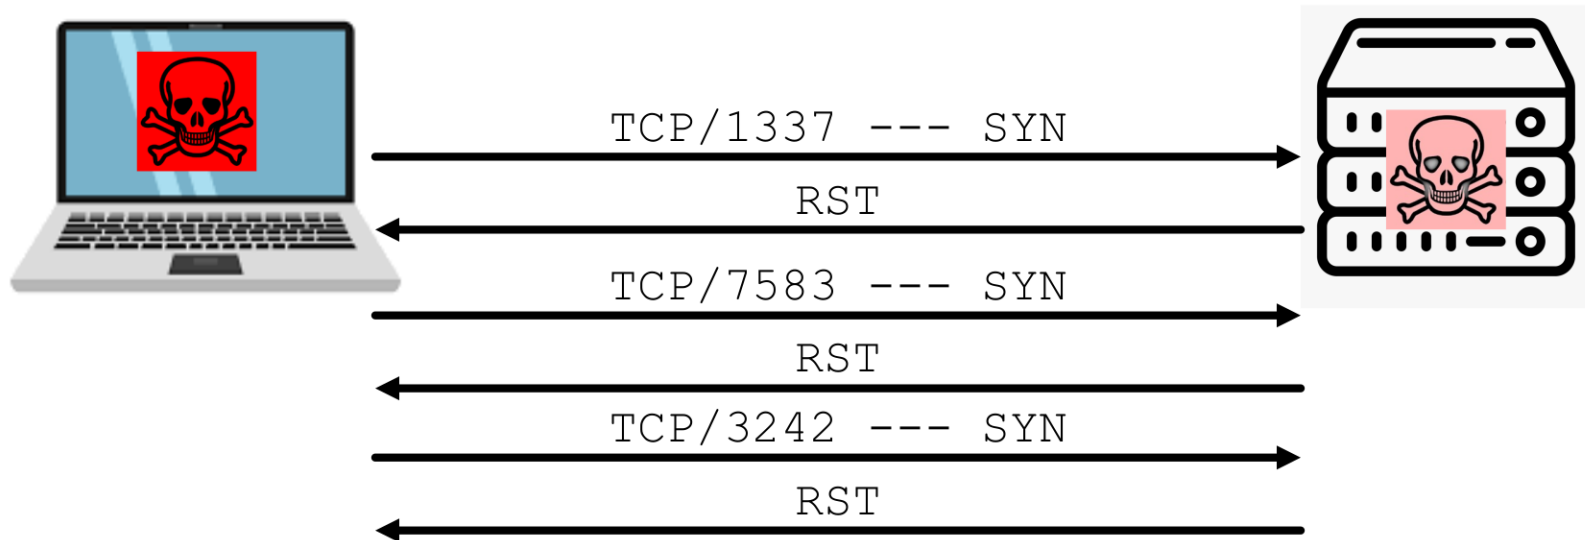 TCP/1337 --- SYN
RST
TCP/7583 --- SYN
RST
TCP/3242 --- SYN
RST